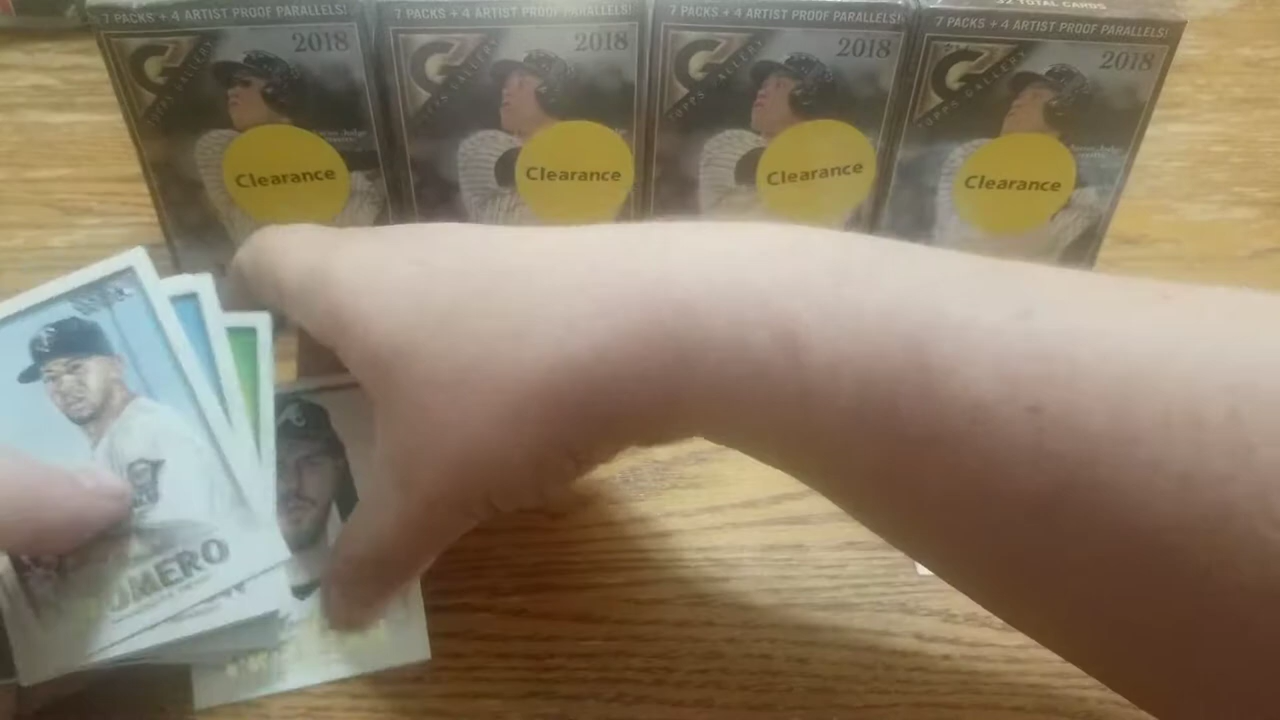 7 PACKS + 4 ARTIST PROOF PARALLELS!
2018
G
TOPPS GALLERY
Clearance
7 PACKS + 4 ARTIST PROOF PARALLELS!
2018
G
TOPPS GALLERY
Clearance
7 PACKS + 4 ARTIST PROOF PARALLELS!
2018
G
TOPPS GALLERY
Clearance
32 TOTAL CARDS
7 PACKS + 4 ARTIST PROOF PARALLELS!
2018
G
TOPPS GALLERY
Clearance
OMERO